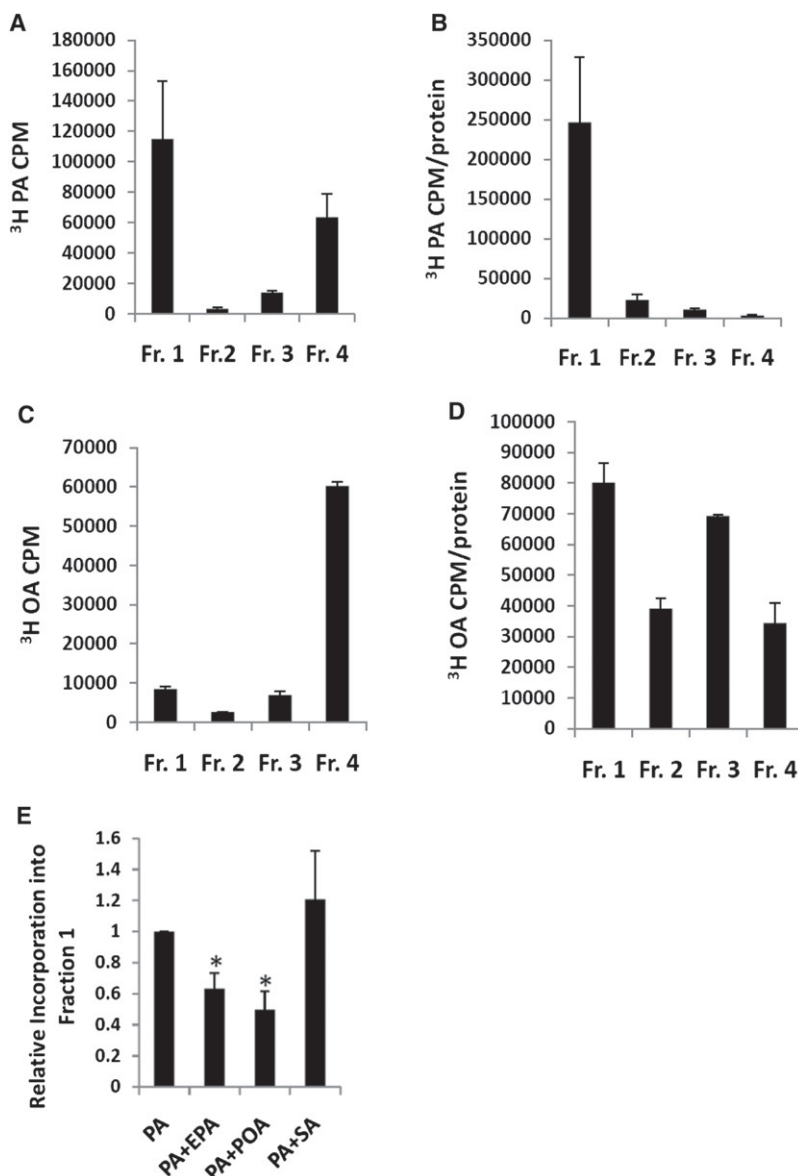 A
³H PA CPM
180000
160000
140000
120000
100000
80000
60000
40000
20000
0
Fr. 1 Fr.2 Fr. 3 Fr. 4
B
³H PA CPM/protein
350000
300000
250000
200000
150000
100000
50000
0
Fr. 1 Fr.2 Fr. 3 Fr. 4
C
³H OA CPM
70000
60000
50000
40000
30000
20000
10000
0
Fr. 1 Fr. 2 Fr. 3 Fr. 4
D
³H OA CPM/protein
100000
90000
80000
70000
60000
50000
40000
30000
20000
10000
0
Fr. 1 Fr. 2 Fr. 3 Fr. 4
E
Relative Incorporation into
Fraction 1
1.6
1.4
1.2
1
0.8
0.6
0.4
0.2
0
* *
PA PA+EPA PA+POA PA+SA